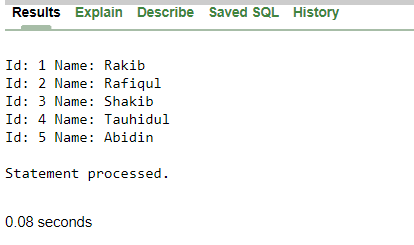 Results Explain Describe Saved SQL History
Id: 1 Name: Rakib
Id: 2 Name: Rafiqul
Id: 3 Name: Shakib
Id: 4 Name: Tauhidul
Id: 5 Name: Abidin
Statement processed.
0.08 seconds